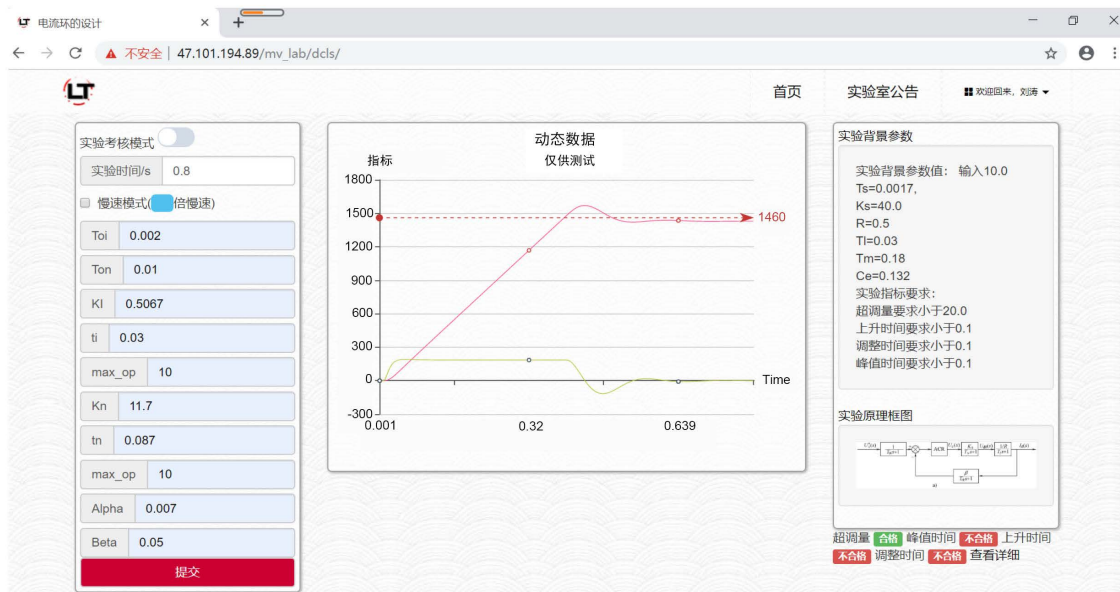 电流环的设计
不安全 | 47.101.194.89/mv_lab/dcls/
LT
首页 实验室公告 欢迎回来，刘涛
实验考核模式
实验时间/s 0.8
慢速模式( 倍慢速)
Toi 0.002
Ton 0.01
KI 0.5067
ti 0.03
max_op 10
Kn 11.7
tn 0.087
max_op 10
Alpha 0.007
Beta 0.05
提交
动态数据
仅供测试
指标
1800
1500
1460
1200
900
600
300
0
Time
-300
0.001 0.32 0.639
实验背景参数
实验背景参数值： 输入10.0
Ts=0.0017,
Ks=40.0
R=0.5
Tl=0.03
Tm=0.18
Ce=0.132
实验指标要求：
超调量要求小于20.0
上升时间要求小于0.1
调整时间要求小于0.1
峰值时间要求小于0.1
实验原理框图
ACR
超调量 合格 峰值时间 不合格 上升时间
不合格 调整时间 不合格 查看详细